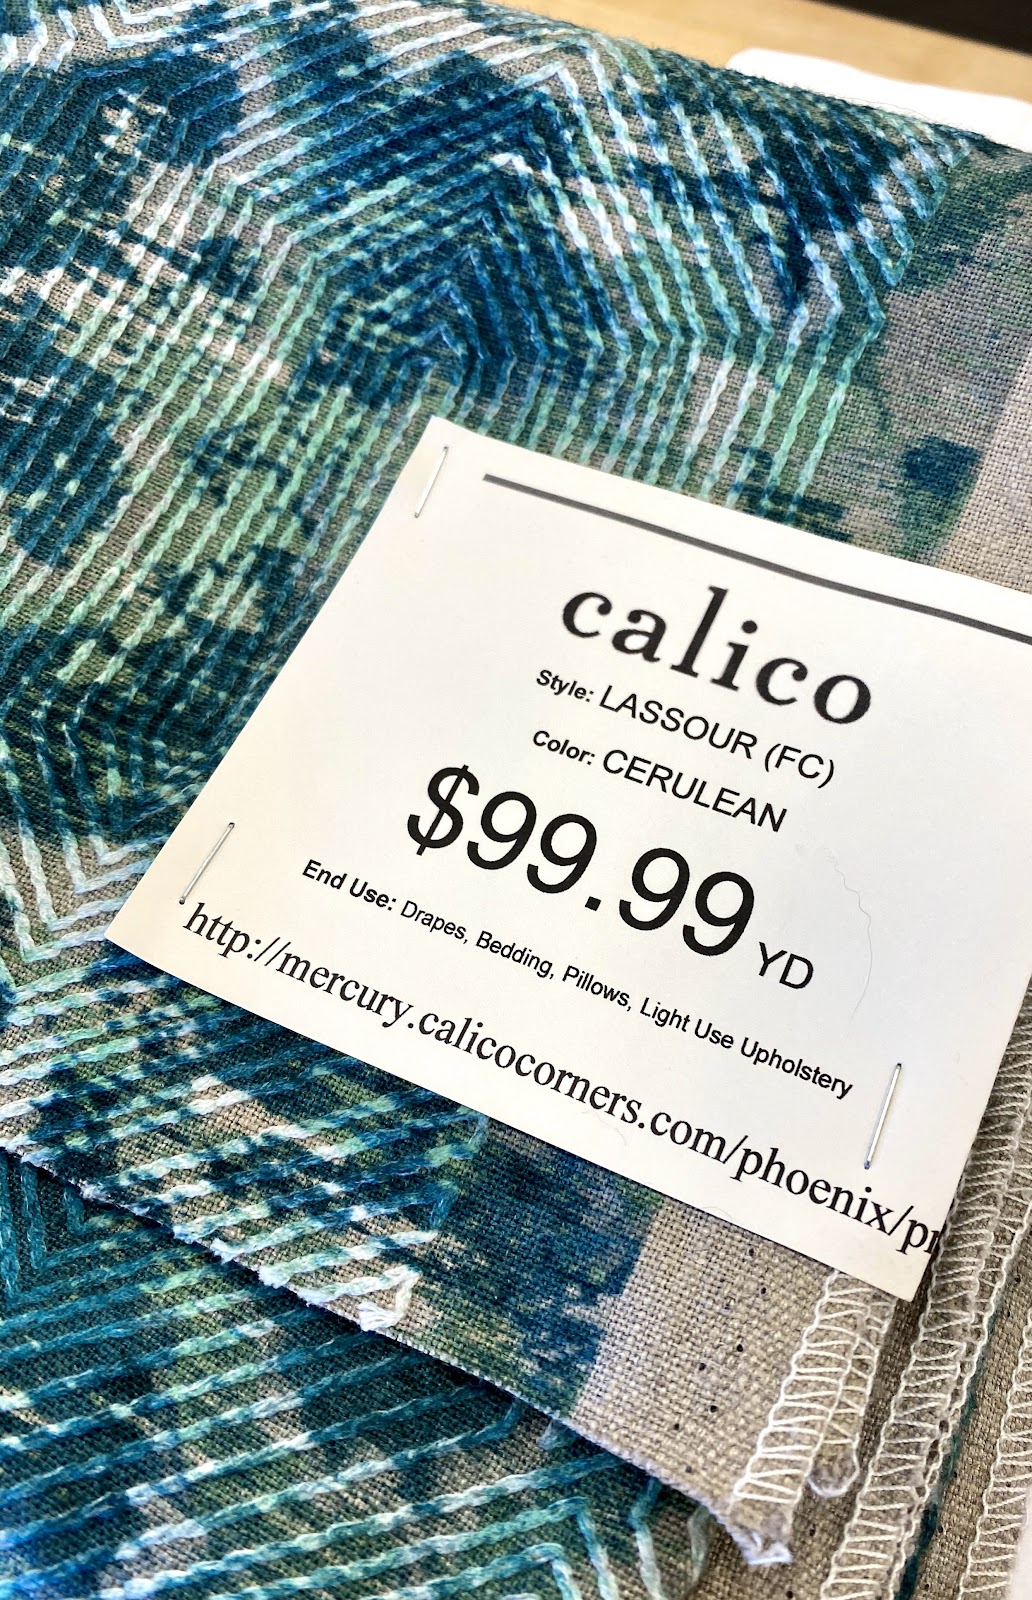 calico
Style: LASSOUR (FC)
Color: CERULEAN
$99.99 YD
End Use: Drapes, Bedding, Pillows, Light Use Upholstery
http://mercury.calicocorners.com/phoenix/pr